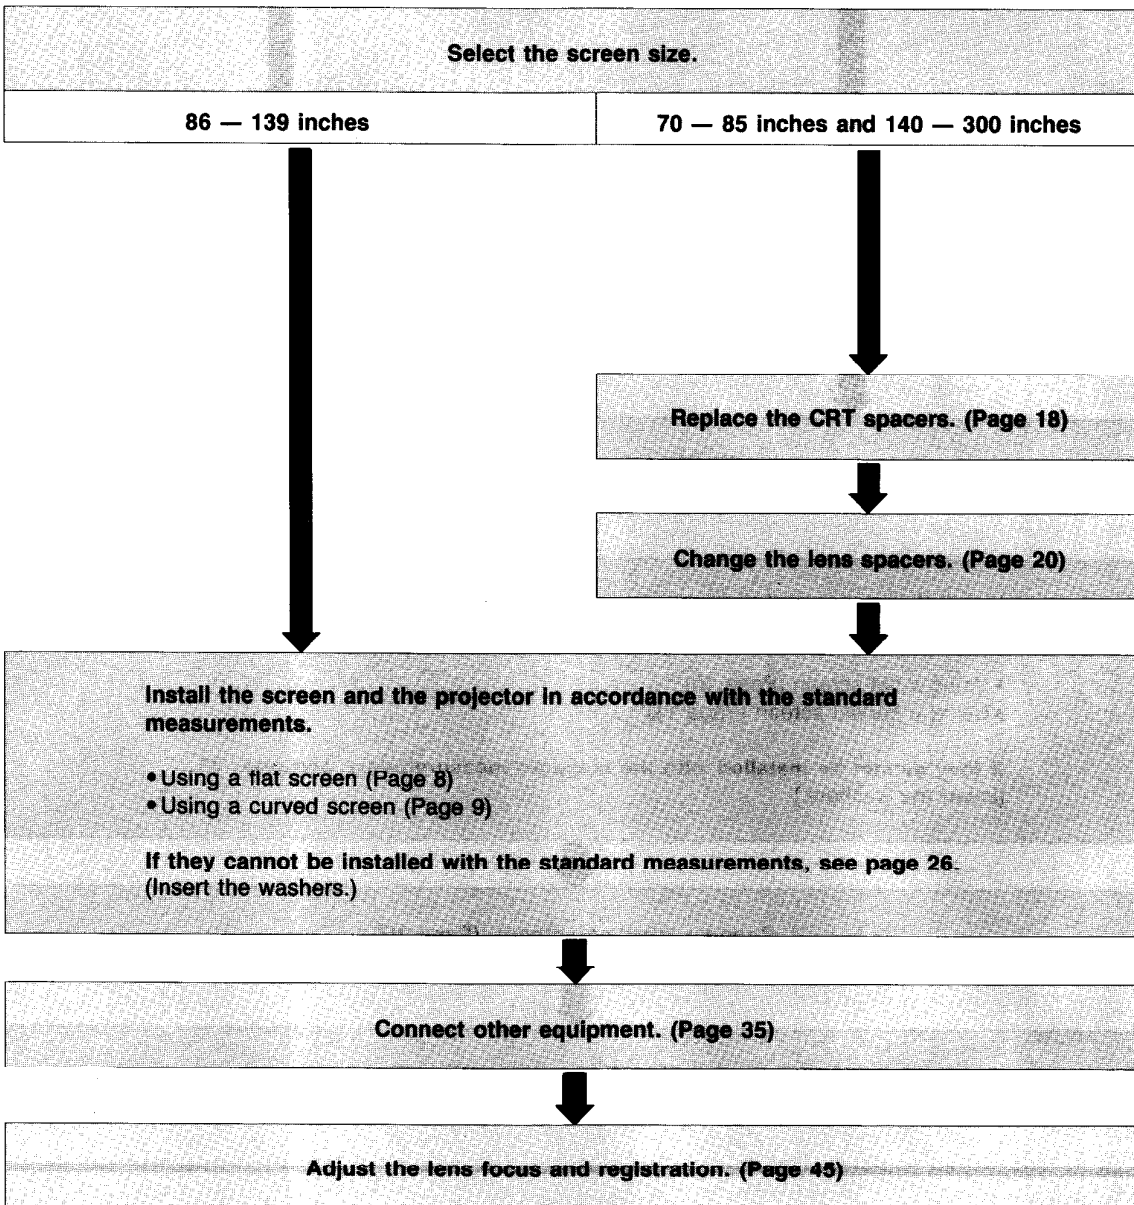 Select the screen size.
86 — 139 inches
70 — 85 inches and 140 — 300 inches
Replace the CRT spacers. (Page 18)
Change the lens spacers. (Page 20)
Install the screen and the projector in accordance with the standard
measurements.
• Using a flat screen (Page 8)
• Using a curved screen (Page 9)
If they cannot be installed with the standard measurements, see page 26.
(Insert the washers.)
Connect other equipment. (Page 35)
Adjust the lens focus and registration. (Page 45)